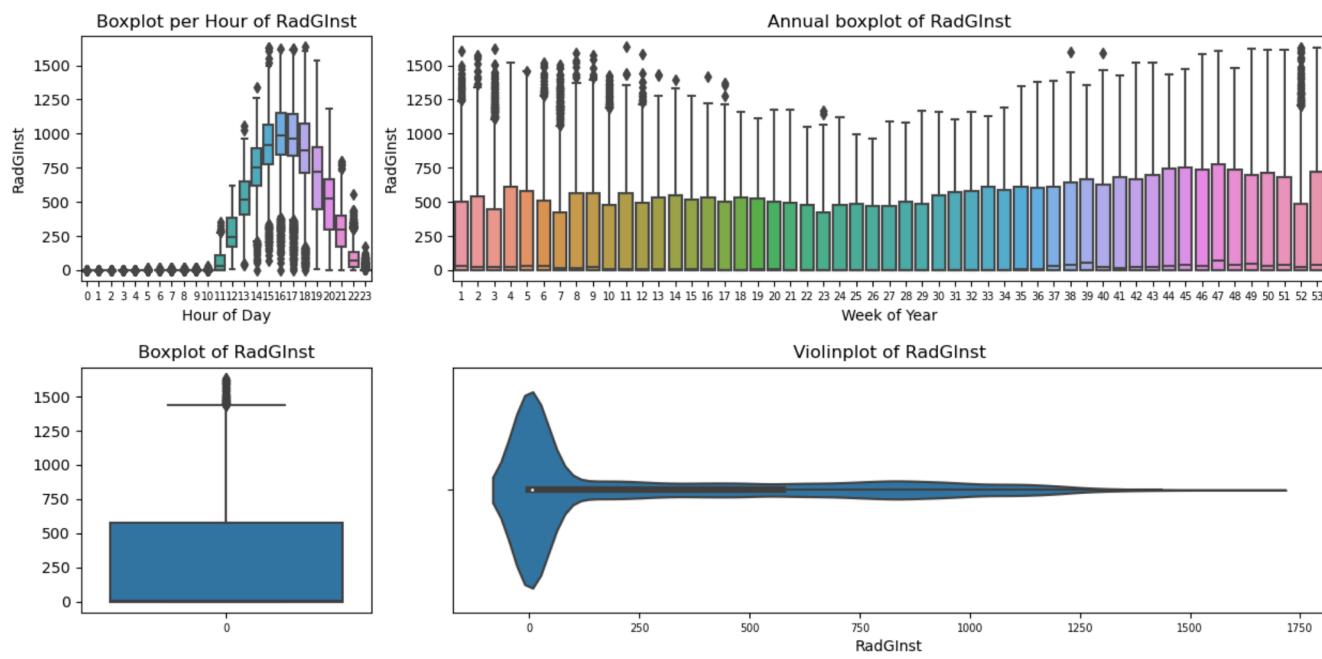 Boxplot per Hour of RadGInst
RadGInst
1500
1250
1000
750
500
250
0
0 1 2 3 4 5 6 7 8 9 10 11 12 13 14 15 16 17 18 19 20 21 22 23
Hour of Day
Annual boxplot of RadGInst
RadGInst
1500
1250
1000
750
500
250
0
1 2 3 4 5 6 7 8 9 10 11 12 13 14 15 16 17 18 19 20 21 22 23 24 25 26 27 28 29 30 31 32 33 34 35 36 37 38 39 40 41 42 43 44 45 46 47 48 49 50 51 52 53
Week of Year
Boxplot of RadGInst
1500
1250
1000
750
500
250
0
0
Violinplot of RadGInst
0 250 500 750 1000 1250 1500 1750
RadGInst